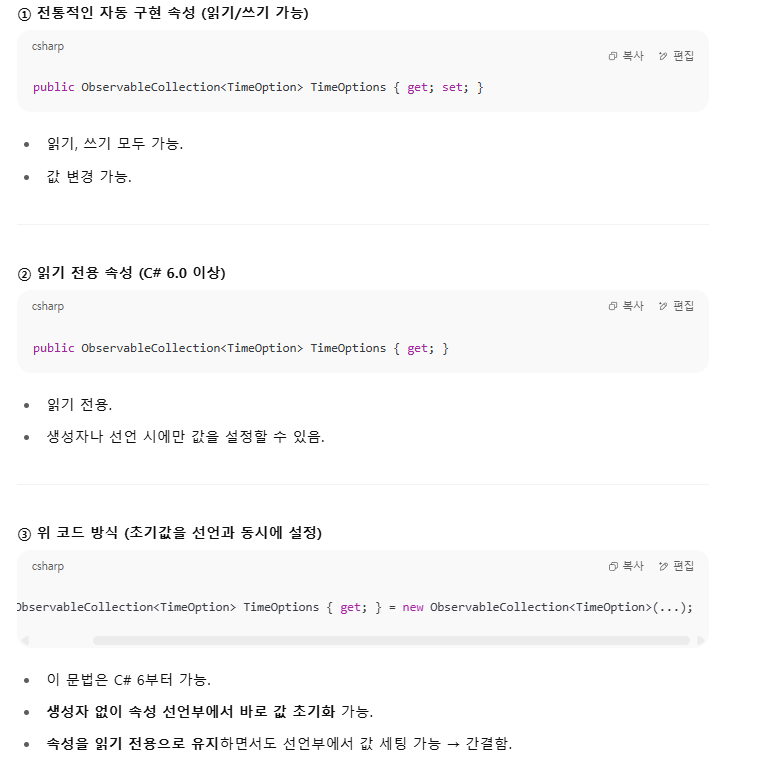 ① 전통적인 자동 구현 속성 (읽기/쓰기 가능)
csharp
복사 편집
public ObservableCollection<TimeOption> TimeOptions { get; set; }
• 읽기, 쓰기 모두 가능.
• 값 변경 가능.
② 읽기 전용 속성 (C# 6.0 이상)
csharp
복사 편집
public ObservableCollection<TimeOption> TimeOptions { get; }
• 읽기 전용.
• 생성자나 선언 시에만 값을 설정할 수 있음.
③ 위 코드 방식 (초기값을 선언과 동시에 설정)
csharp
복사 편집
ObservableCollection<TimeOption> TimeOptions { get; } = new ObservableCollection<TimeOption>(...);
• 이 문법은 C# 6부터 가능.
• 생성자 없이 속성 선언부에서 바로 값 초기화 가능.
• 속성을 읽기 전용으로 유지하면서도 선언부에서 값 세팅 가능 → 간결함.